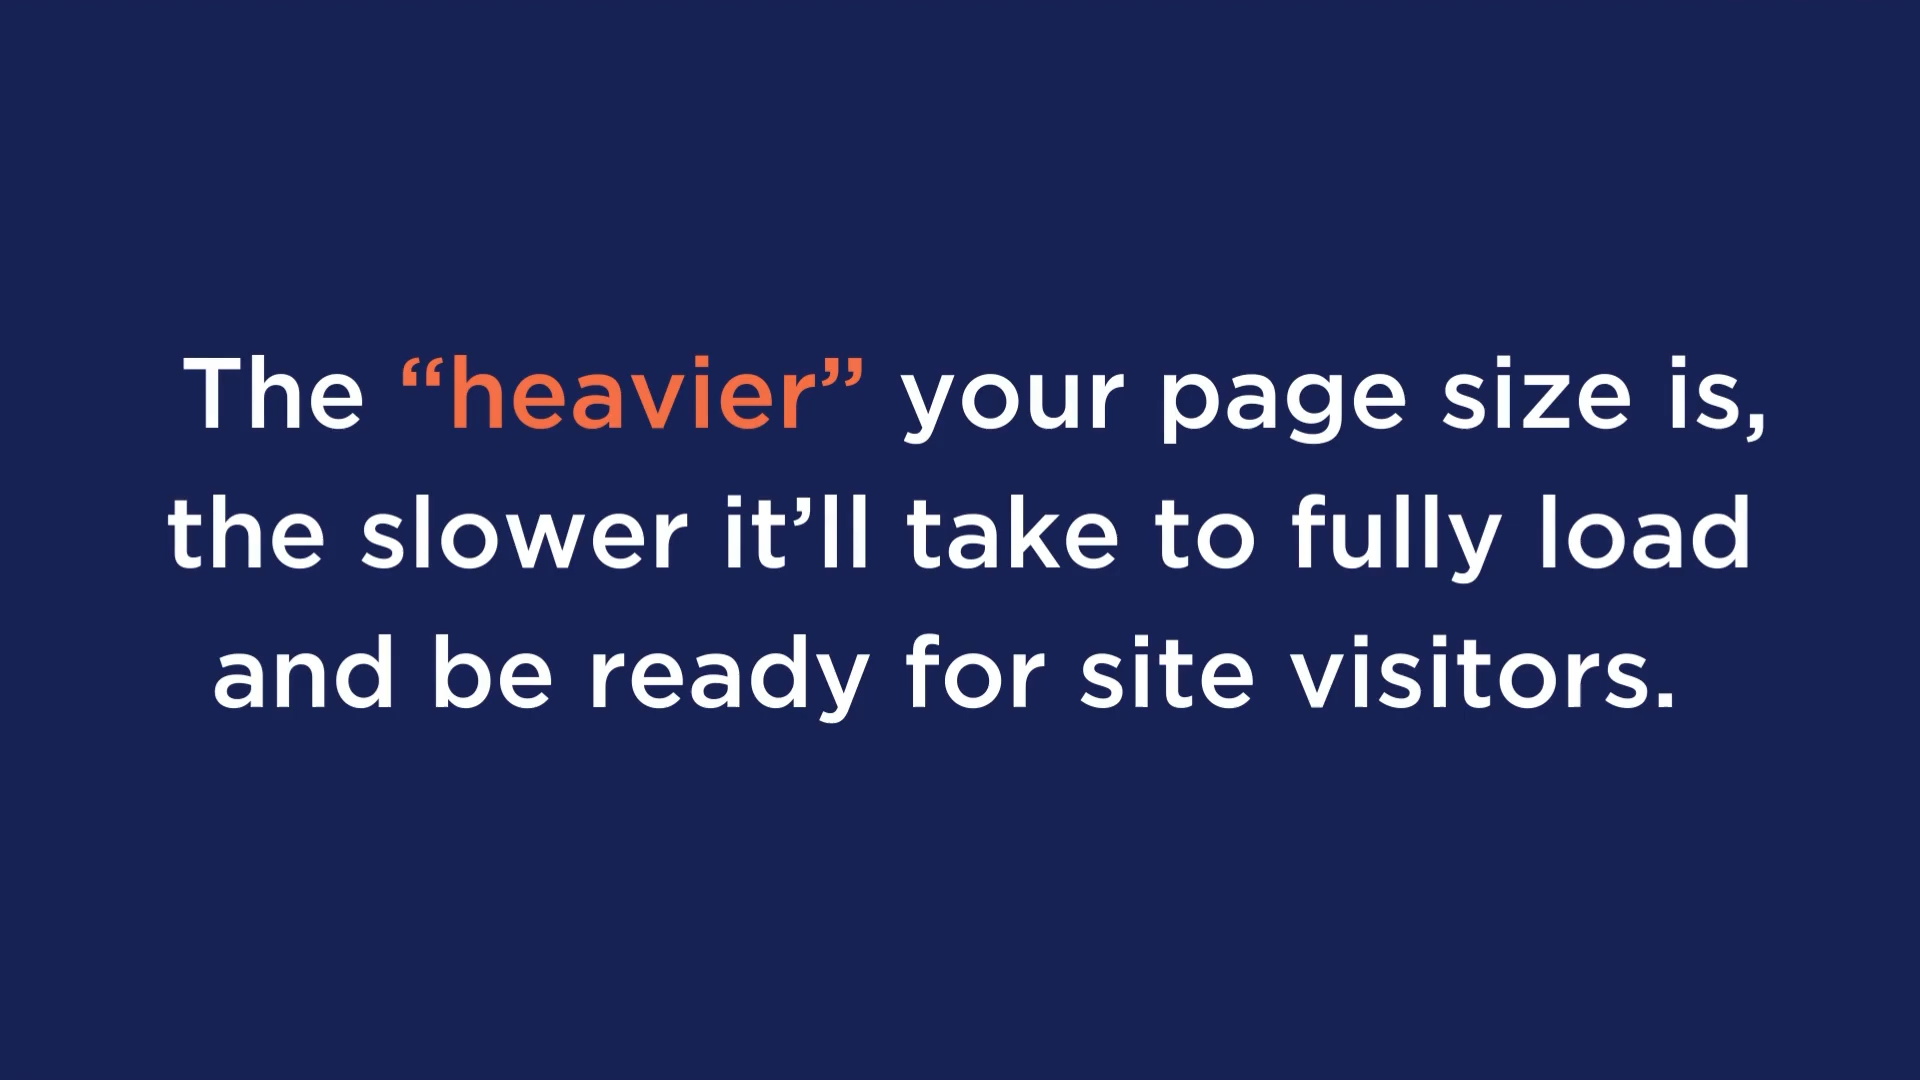 The “heavier” your page size is,
the slower it’ll take to fully load
and be ready for site visitors.